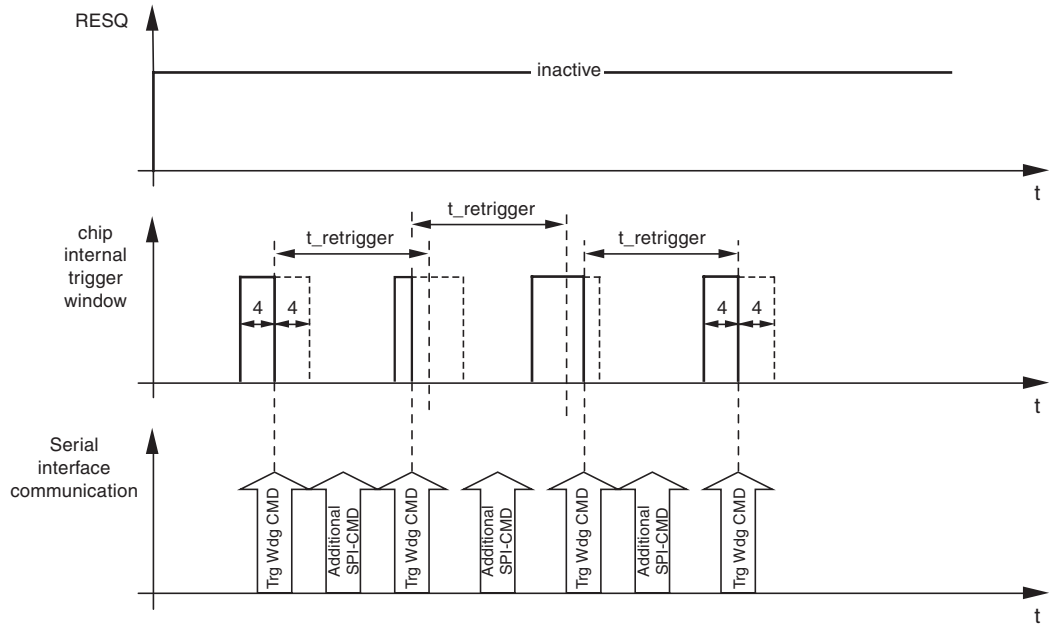 RESQ
inactive
t
chip
internal
trigger
window
t_retrigger
t_retrigger
t_retrigger
4
4
4
4
t
Serial
interface
communication
Trg Wdg CMD
Additional
SPI-CMD
Trg Wdg CMD
Additional
SPI-CMD
Trg Wdg CMD
Additional
SPI-CMD
Trg Wdg CMD
t